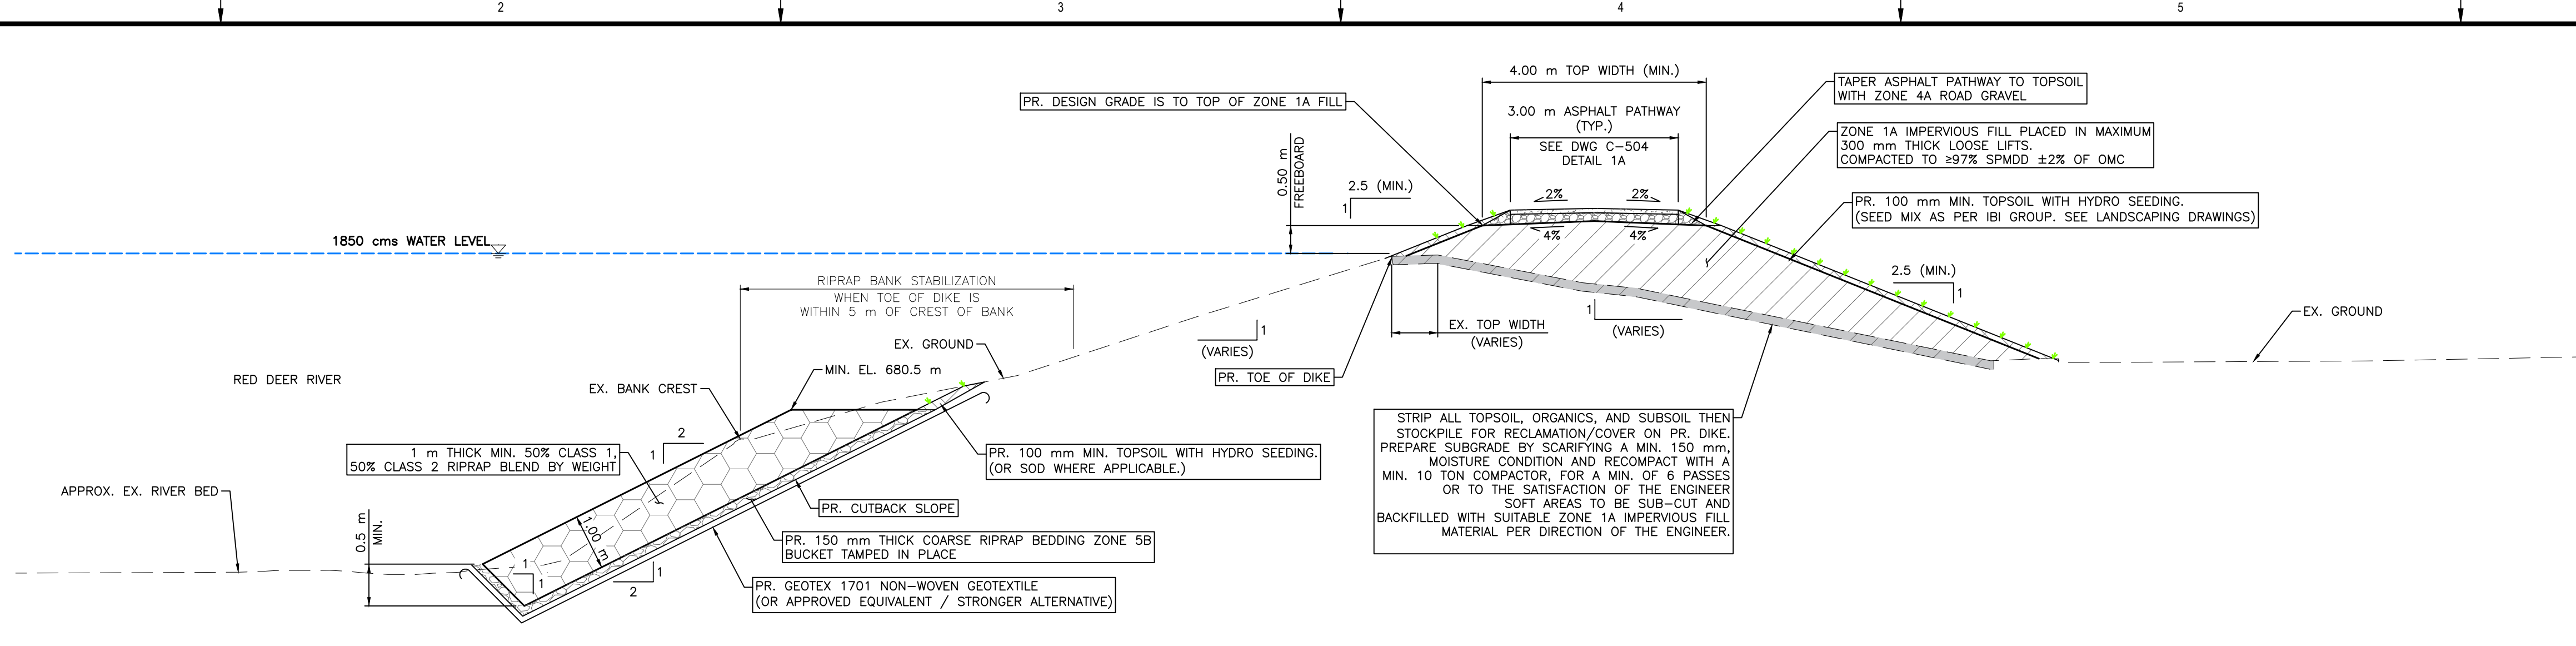 2
3
4
5
4.00 m TOP WIDTH (MIN.)
PR. DESIGN GRADE IS TO TOP OF ZONE 1A FILL
3.00 m ASPHALT PATHWAY
(TYP.)
SEE DWG C-504
DETAIL 1A
TAPER ASPHALT PATHWAY TO TOPSOIL
WITH ZONE 4A ROAD GRAVEL
ZONE 1A IMPERVIOUS FILL PLACED IN MAXIMUM
300 mm THICK LOOSE LIFTS.
COMPACTED TO ≥97% SPMDD ±2% OF OMC
0.50 m
FREEBOARD
2.5 (MIN.)
1
2%
2%
4%
4%
PR. 100 mm MIN. TOPSOIL WITH HYDRO SEEDING.
(SEED MIX AS PER IBI GROUP. SEE LANDSCAPING DRAWINGS)
1850 cms WATER LEVEL
2.5 (MIN.)
1
RIPRAP BANK STABILIZATION
WHEN TOE OF DIKE IS
WITHIN 5 m OF CREST OF BANK
1
(VARIES)
EX. TOP WIDTH
(VARIES)
1
(VARIES)
EX. GROUND
EX. GROUND
RED DEER RIVER
MIN. EL. 680.5 m
EX. BANK CREST
PR. TOE OF DIKE
STRIP ALL TOPSOIL, ORGANICS, AND SUBSOIL THEN
STOCKPILE FOR RECLAMATION/COVER ON PR. DIKE.
PREPARE SUBGRADE BY SCARIFYING A MIN. 150 mm,
MOISTURE CONDITION AND RECOMPACT WITH A
MIN. 10 TON COMPACTOR, FOR A MIN. OF 6 PASSES
OR TO THE SATISFACTION OF THE ENGINEER
SOFT AREAS TO BE SUB-CUT AND
BACKFILLED WITH SUITABLE ZONE 1A IMPERVIOUS FILL
MATERIAL PER DIRECTION OF THE ENGINEER.
2
1
1 m THICK MIN. 50% CLASS 1,
50% CLASS 2 RIPRAP BLEND BY WEIGHT
PR. 100 mm MIN. TOPSOIL WITH HYDRO SEEDING.
(OR SOD WHERE APPLICABLE.)
APPROX. EX. RIVER BED
PR. CUTBACK SLOPE
0.5 m
MIN.
1.00 m
PR. 150 mm THICK COARSE RIPRAP BEDDING ZONE 5B
BUCKET TAMPED IN PLACE
1
1
1
2
PR. GEOTEX 1701 NON-WOVEN GEOTEXTILE
(OR APPROVED EQUIVALENT / STRONGER ALTERNATIVE)